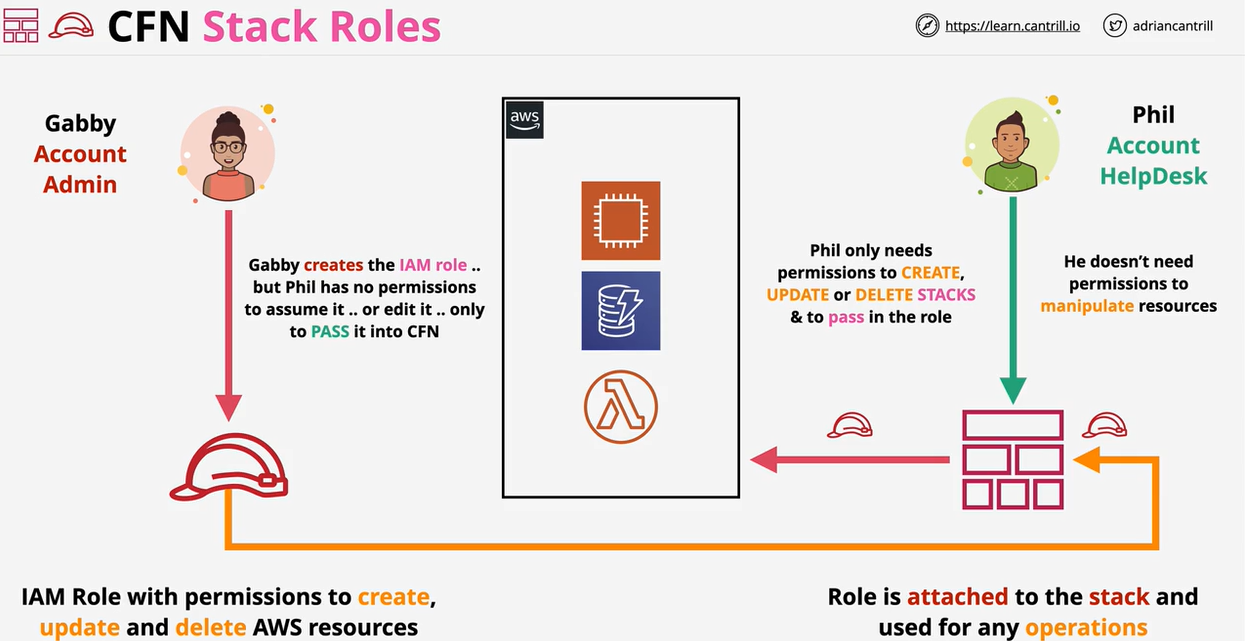 CFN Stack Roles
https://learn.cantrill.io
adriancantrill
Gabby
Account
Admin
aws
Phil
Account
HelpDesk
Gabby creates the IAM role ..
but Phil has no permissions
to assume it .. or edit it .. only
to PASS it into CFN
Phil only needs
permissions to CREATE,
UPDATE or DELETE STACKS
& to pass in the role
He doesn’t need
permissions to
manipulate resources
IAM Role with permissions to create,
update and delete AWS resources
Role is attached to the stack and
used for any operations